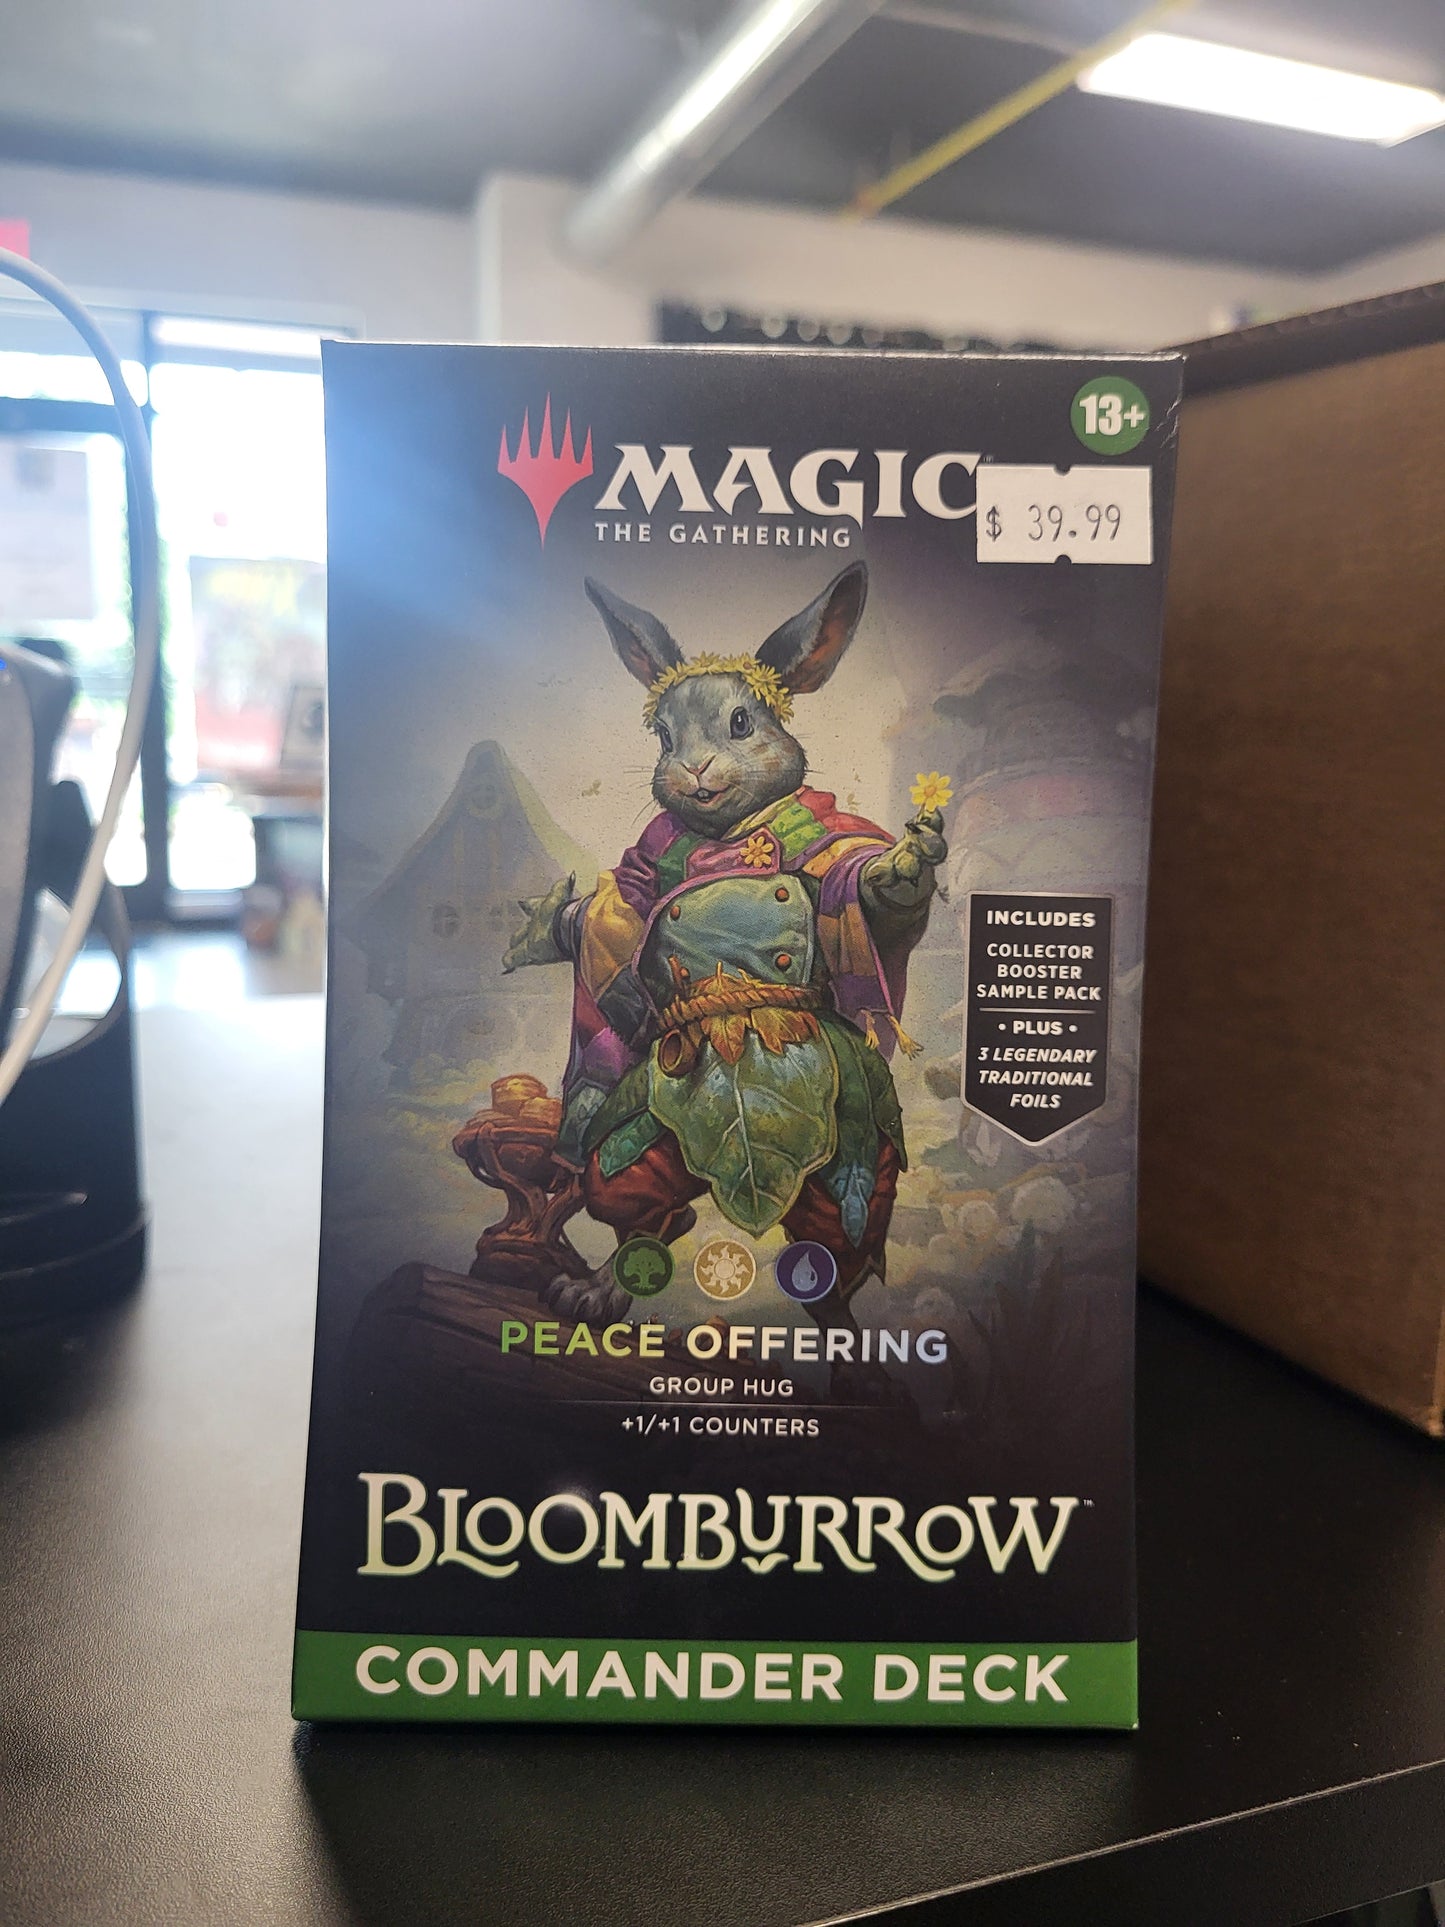 13+
MAGIC
THE GATHERING
$ 39.99
INCLUDES
COLLECTOR
BOOSTER
SAMPLE PACK
• PLUS •
3 LEGENDARY
TRADITIONAL
FOILS
PEACE OFFERING
GROUP HUG
+1/+1 COUNTERS
BLOOMBURROW™
COMMANDER DECK